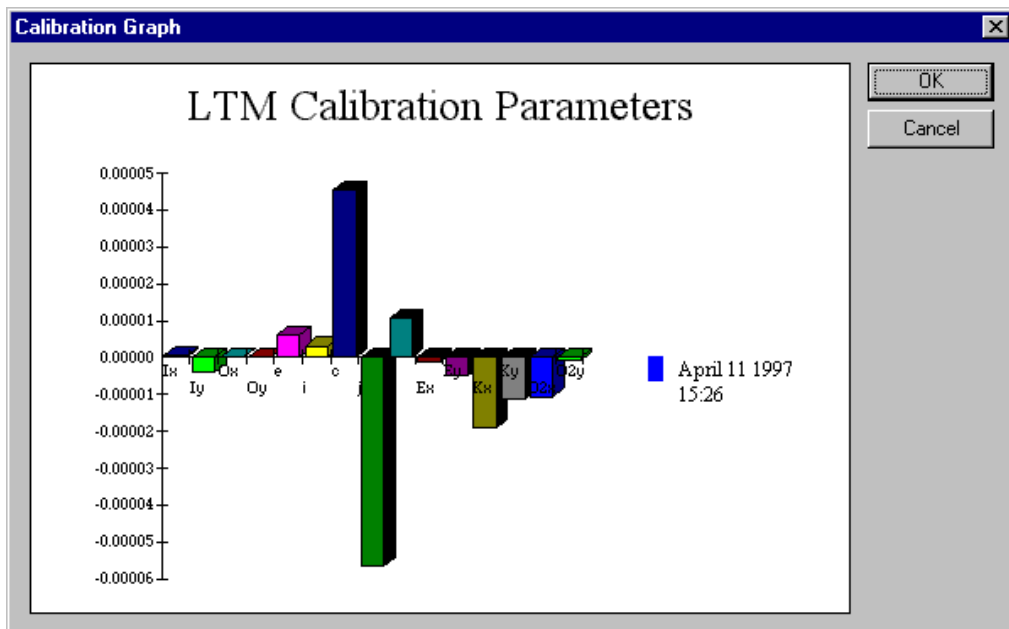 Calibration Graph
OK
Cancel
LTM Calibration Parameters
0.00005
0.00004
0.00003
0.00002
0.00001
0.00000
-0.00001
-0.00002
-0.00003
-0.00004
-0.00005
-0.00006
Ix Ox e c Ey Ky O2y
Iy Oy i j Ex Kx O2x
April 11 1997
15:26